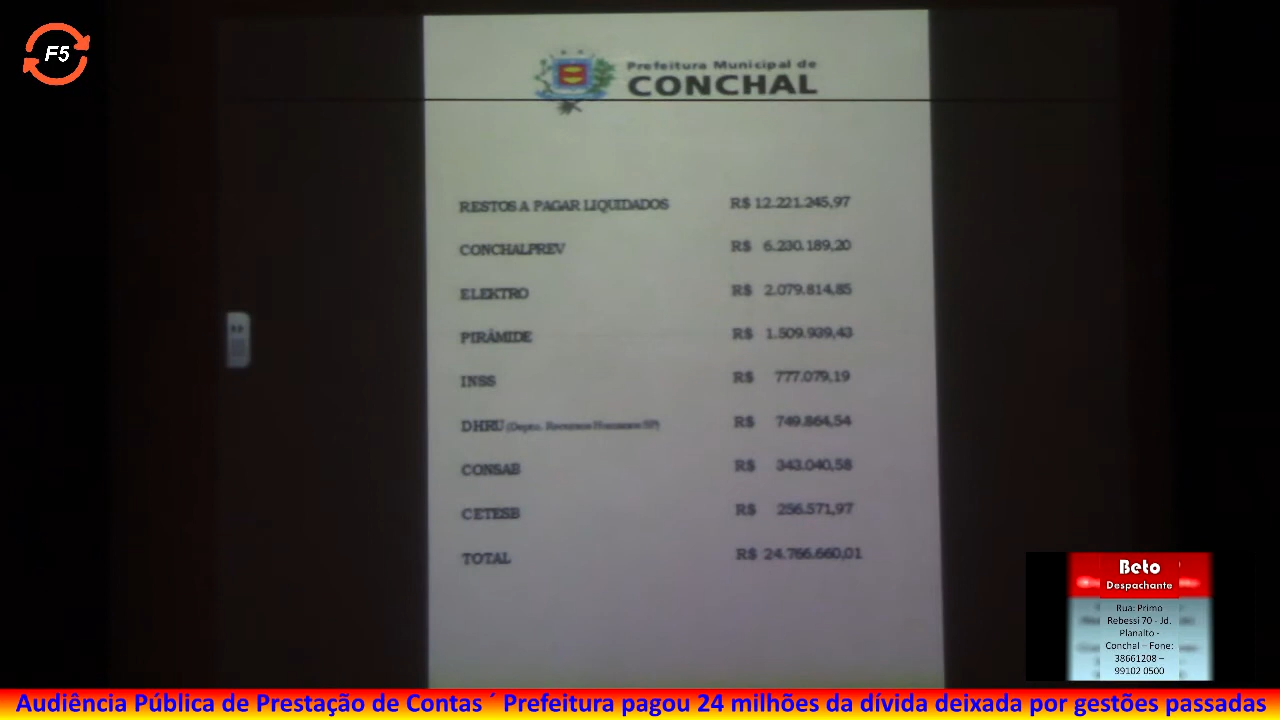 F5
Prefeitura Municipal de
CONCHAL
RESTOS A PAGAR LIQUIDADOS R$ 12.221.245,97
CONCHALPREV R$ 6.230.189,20
ELEKTRO R$ 2.079.814,85
PIRÂMIDE R$ 1.509.939,43
INSS R$ 777.079,19
DHRU (Depto. Recursos Humanos SP) R$ 749.864,54
CONSAB R$ 343.040,58
CETESB R$ 256.571,97
TOTAL R$ 24.766.660,01
Beto
Despachante
Rua: Primo
Rebessi 70 - Jd.
Planalto -
Conchal – Fone:
38661208 –
99102 0500
Audiência Pública de Prestação de Contas ´ Prefeitura pagou 24 milhões da dívida deixada por gestões passadas